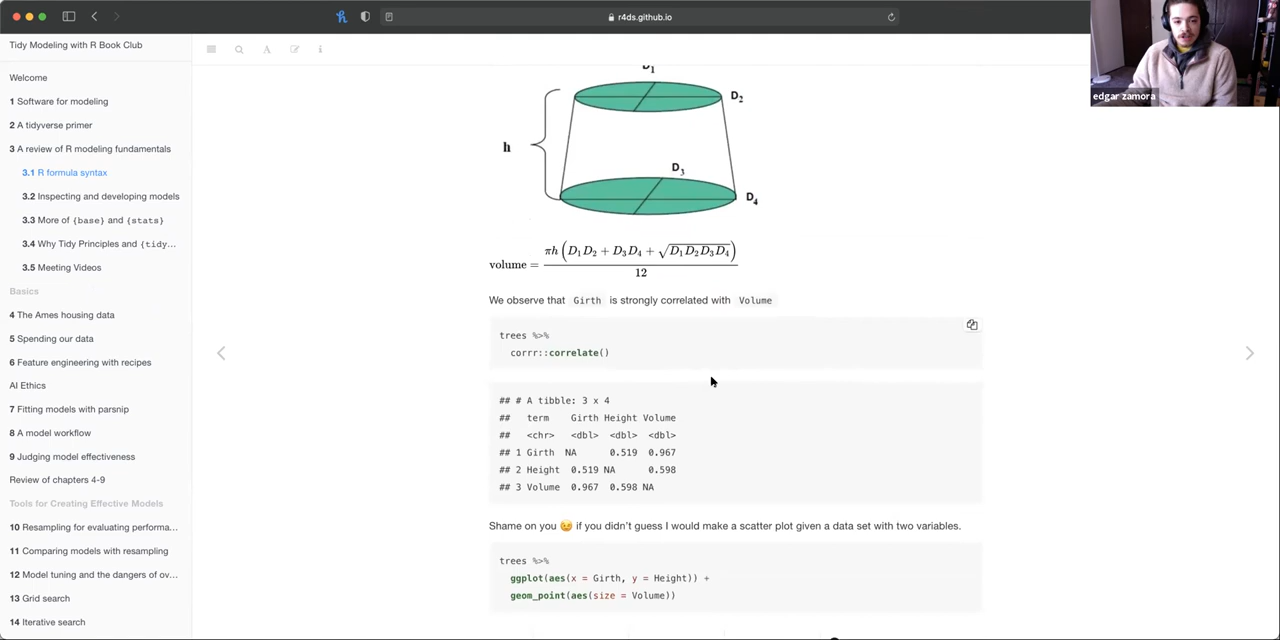 r4ds.github.io
Tidy Modeling with R Book Club
Welcome
1 Software for modeling
2 A tidyverse primer
3 A review of R modeling fundamentals
3.1 R formula syntax
3.2 Inspecting and developing models
3.3 More of {base} and {stats}
3.4 Why Tidy Principles and {tidy…
3.5 Meeting Videos
Basics
4 The Ames housing data
5 Spending our data
6 Feature engineering with recipes
AI Ethics
7 Fitting models with parsnip
8 A model workflow
9 Judging model effectiveness
Review of chapters 4-9
Tools for Creating Effective Models
10 Resampling for evaluating performa…
11 Comparing models with resampling
12 Model tuning and the dangers of ov…
13 Grid search
14 Iterative search
A
i
D1
D2
h
D3
D4
volume = πh(D1D2 + D3D4 + √D1D2D3D4)
12
We observe that Girth is strongly correlated with Volume
trees %>%
corrr::correlate()
## # A tibble: 3 x 4
##   term   Girth Height Volume
##   <chr>  <dbl>  <dbl>  <dbl>
## 1 Girth  NA     0.519  0.967
## 2 Height  0.519 NA      0.598
## 3 Volume  0.967  0.598 NA
Shame on you 😉 if you didn't guess I would make a scatter plot given a data set with two variables.
trees %>%
ggplot(aes(x = Girth, y = Height)) +
geom_point(aes(size = Volume))
edgar zamora